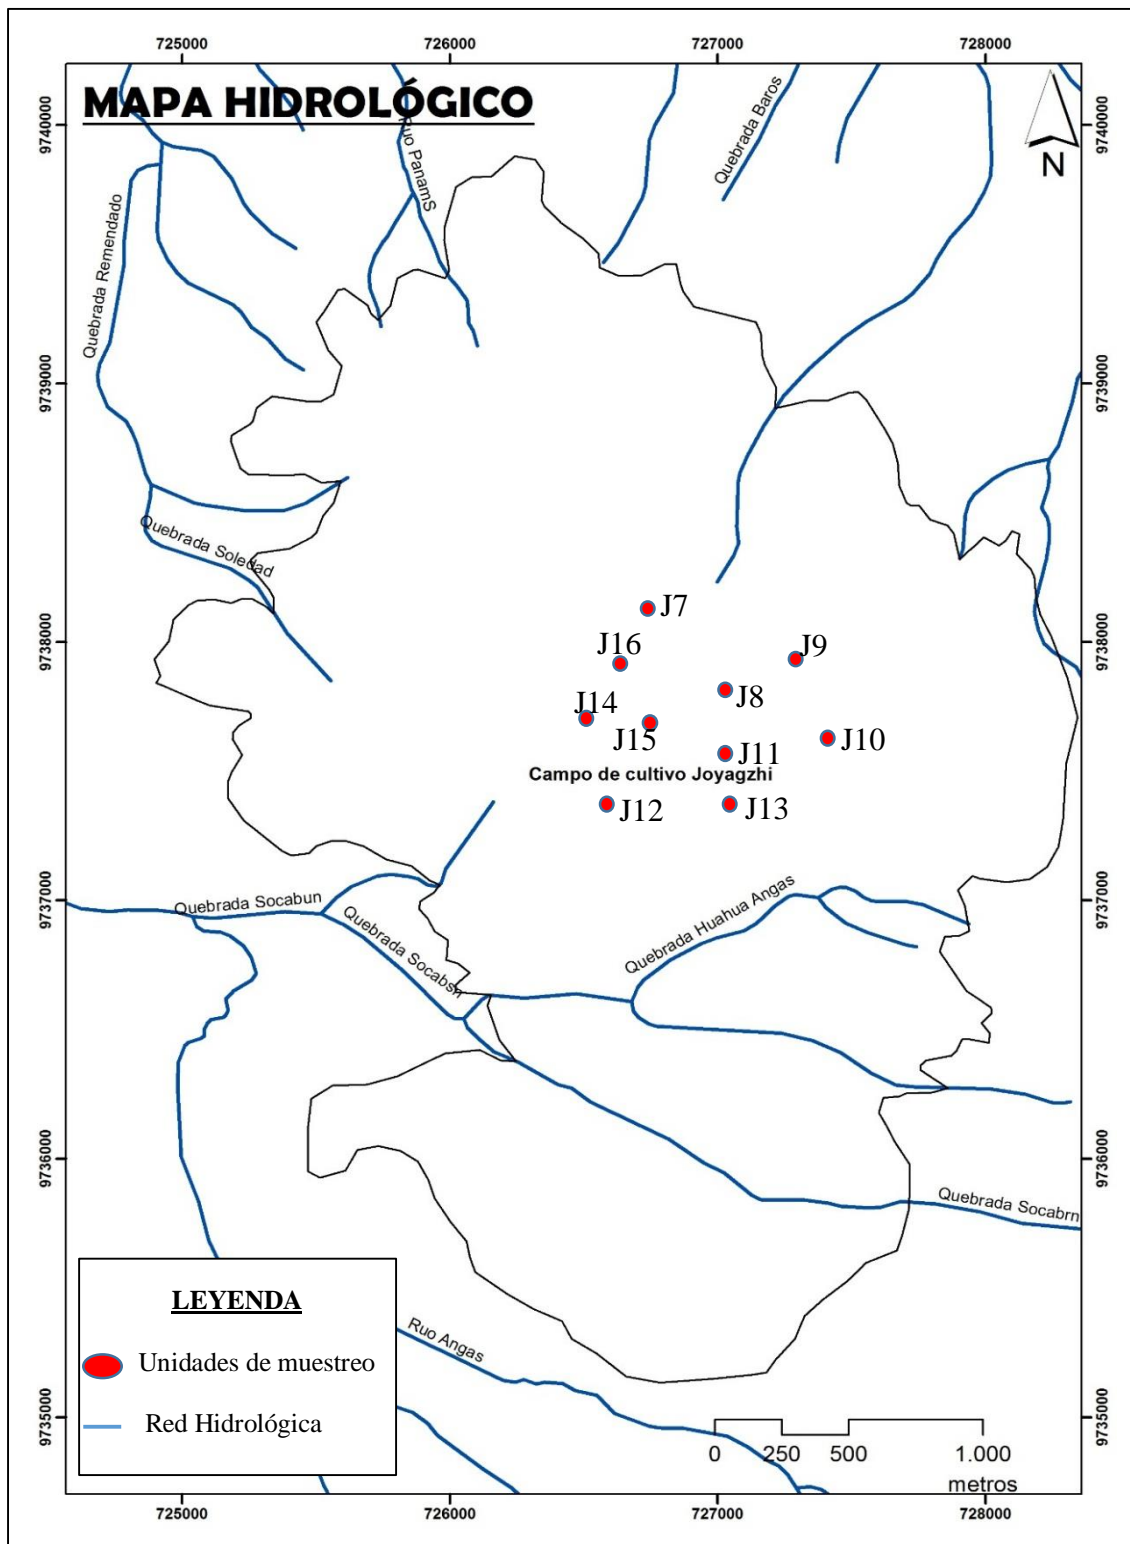 725000
726000
727000
728000
MAPA HIDROLÓGICO
9740000
9740000
N
Ruo PanamS
Quebrada Baros
Quebrada Remendado
9739000
9739000
Quebrada Soledad
J7
9738000
9738000
J16
J9
J8
J14
J15
J10
J11
Campo de cultivo Joyagzhi
J12
J13
9737000
9737000
Quebrada Socabun
Quebrada Huahua Angas
Quebrada Socabsn
9736000
9736000
Quebrada Socabrn
LEYENDA
Unidades de muestreo
Red Hidrológica
Ruo Angas
9735000
9735000
0 250 500 1.000
metros
725000
726000
727000
728000